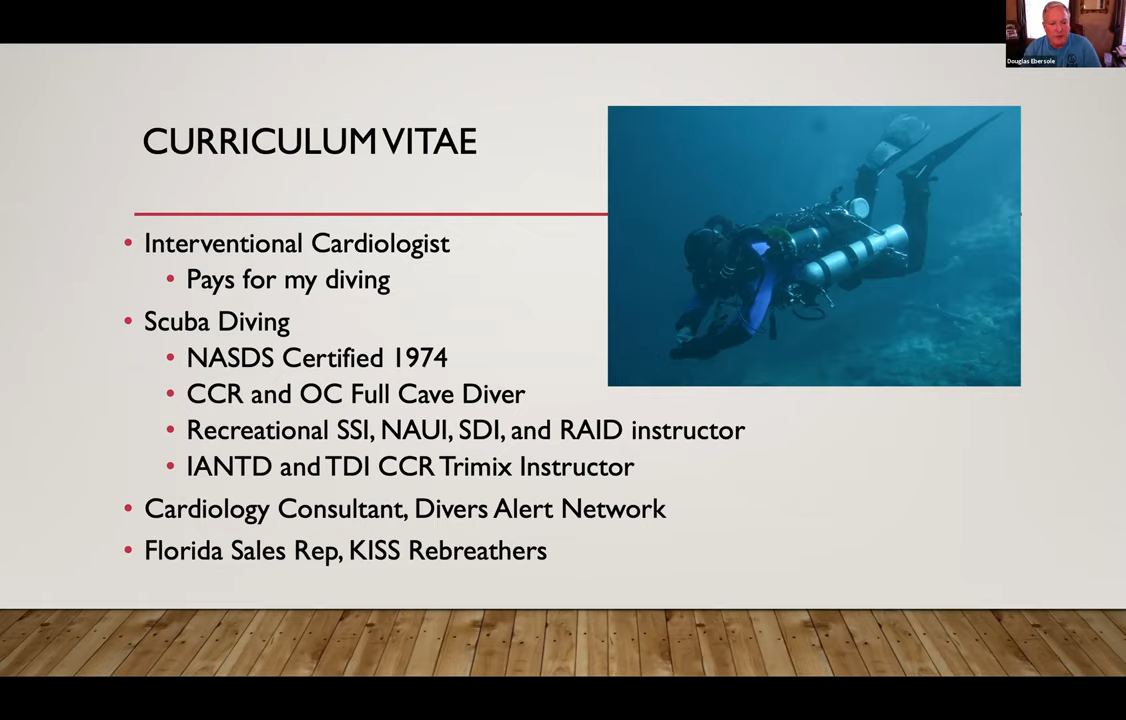 Douglas Ebersole
CURRICULUM VITAE
• Interventional Cardiologist
• Pays for my diving
• Scuba Diving
• NASDS Certified 1974
• CCR and OC Full Cave Diver
• Recreational SSI, NAUI, SDI, and RAID instructor
• IANTD and TDI CCR Trimix Instructor
• Cardiology Consultant, Divers Alert Network
• Florida Sales Rep, KISS Rebreathers